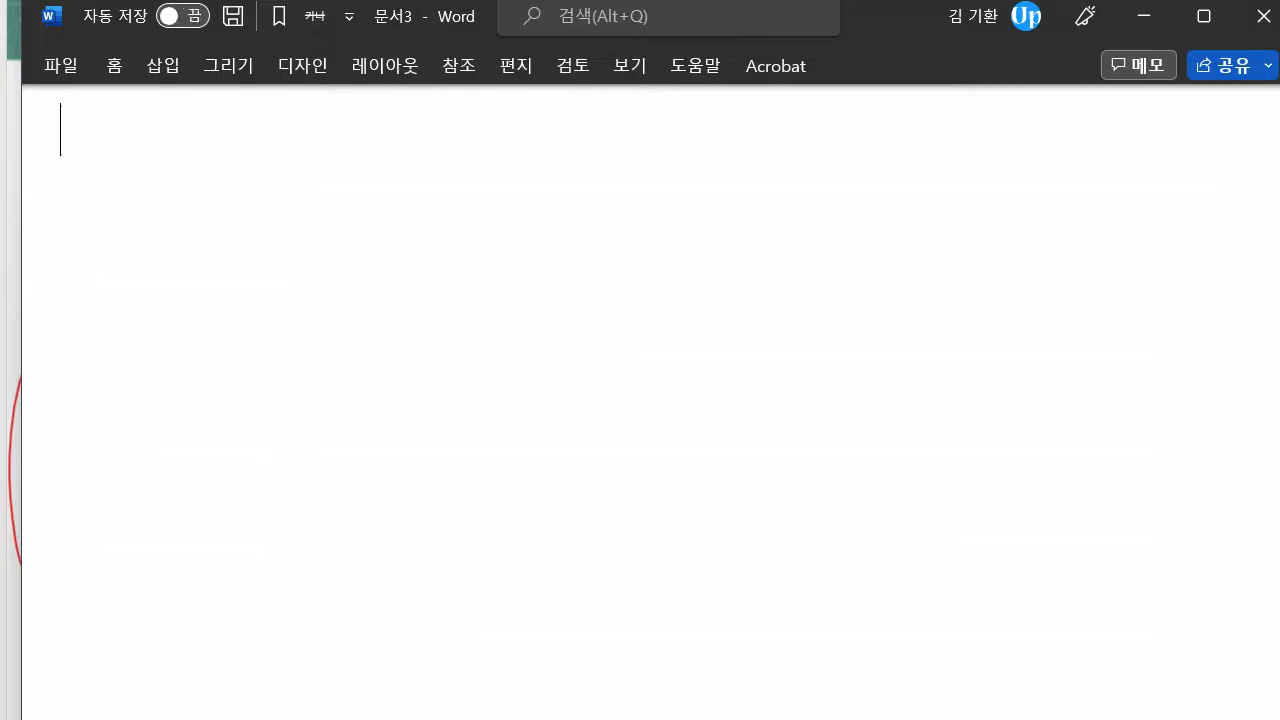 자동 저장 끔 가나 문서3 - Word 검색(Alt+Q) 김 기환 Up
파일 홈 삽입 그리기 디자인 레이아웃 참조 편지 검토 보기 도움말 Acrobat 메모 공유